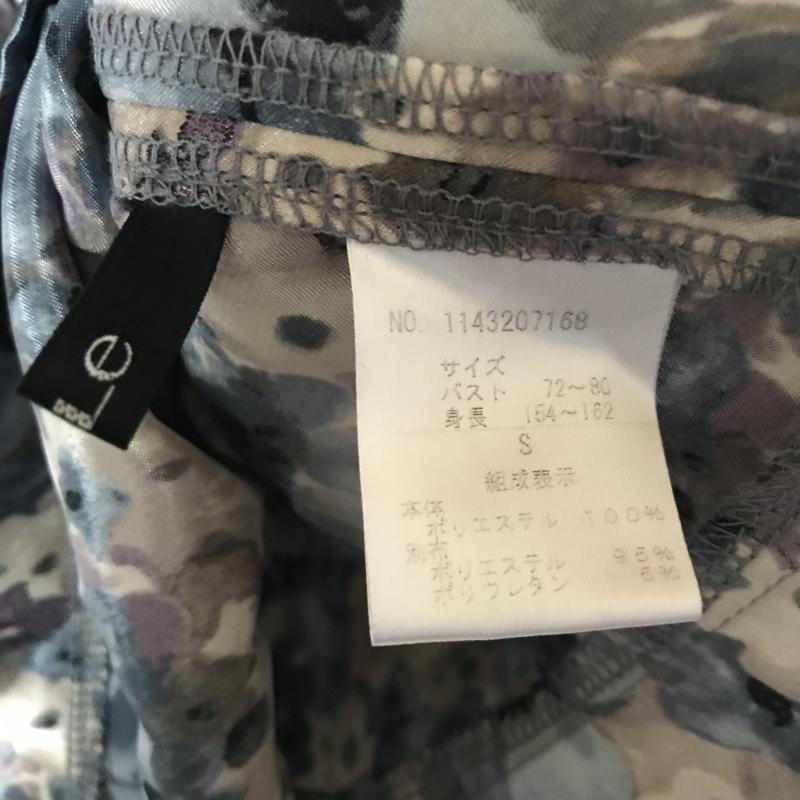 NO. 1143207168
サイズ
バスト 72～80
身長 154～162
S
組成表示
本体
ポリエステル 100%
別布
ポリエステル 95%
ポリウレタン 5%